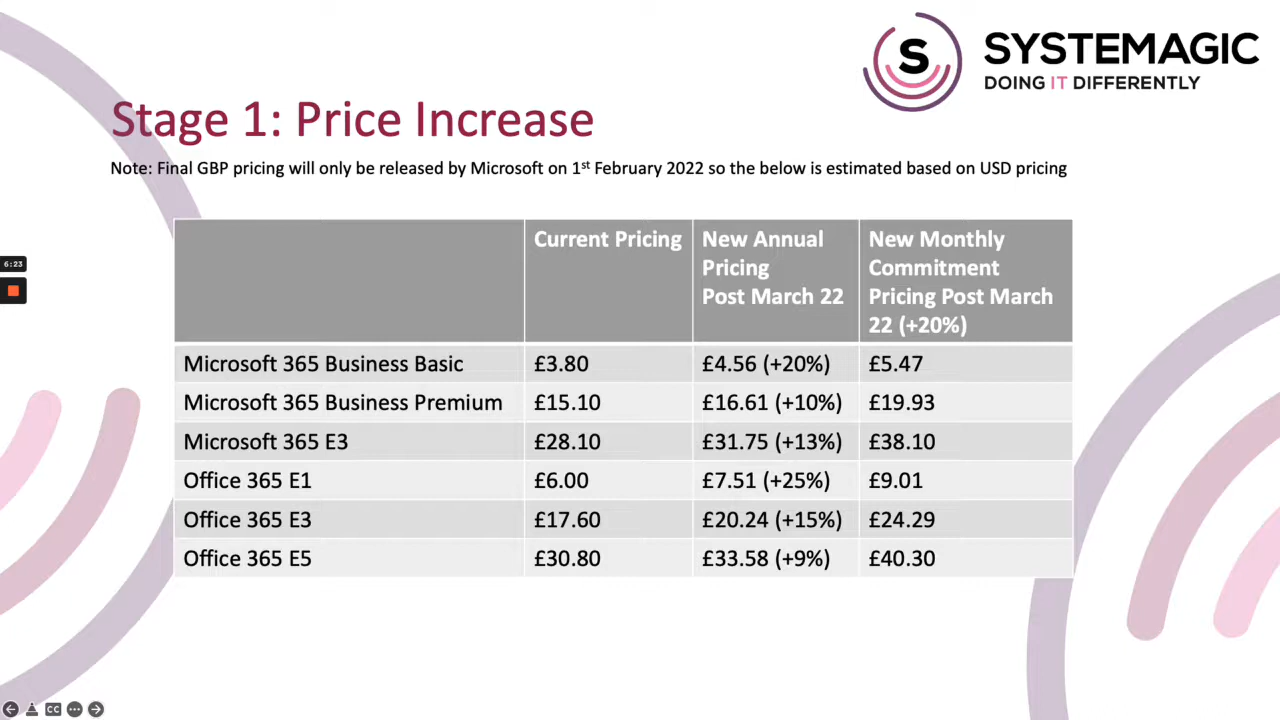 S
SYSTEMAGIC
DOING IT DIFFERENTLY
Stage 1: Price Increase
Note: Final GBP pricing will only be released by Microsoft on 1st February 2022 so the below is estimated based on USD pricing
6:23
Current Pricing
New Annual
Pricing
Post March 22
New Monthly
Commitment
Pricing Post March
22 (+20%)
Microsoft 365 Business Basic £3.80 £4.56 (+20%) £5.47
Microsoft 365 Business Premium £15.10 £16.61 (+10%) £19.93
Microsoft 365 E3 £28.10 £31.75 (+13%) £38.10
Office 365 E1 £6.00 £7.51 (+25%) £9.01
Office 365 E3 £17.60 £20.24 (+15%) £24.29
Office 365 E5 £30.80 £33.58 (+9%) £40.30
CC